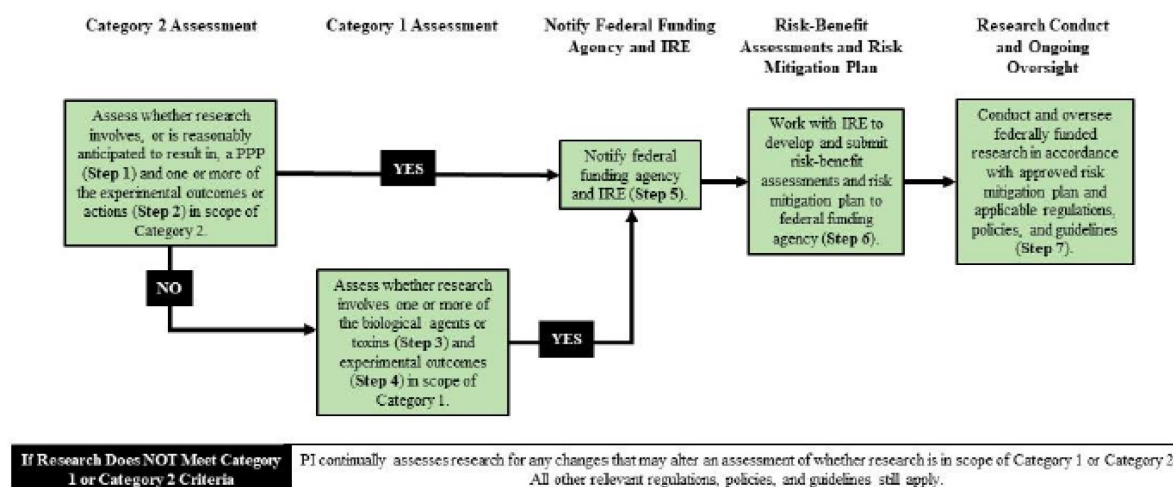 Category 2 Assessment
Category 1 Assessment
Notify Federal Funding
Agency and IRE
Risk-Benefit
Assessments and Risk
Mitigation Plan
Research Conduct
and Ongoing
Oversight
Assess whether research
involves, or is reasonably
anticipated to result in, a PPP
(Step 1) and one or more of
the experimental outcomes or
actions (Step 2) in scope of
Category 2.
YES
Notify federal
funding agency
and IRE (Step 5).
Work with IRE to
develop and submit
risk-benefit
assessments and risk
mitigation plan to
federal funding
agency (Step 6).
Conduct and oversee
federally funded
research in accordance
with approved risk
mitigation plan and
applicable regulations,
policies, and guidelines
(Step 7).
NO
Assess whether research
involves one or more of
the biological agents or
toxins (Step 3) and
experimental outcomes
(Step 4) in scope of
Category 1.
YES
If Research Does NOT Meet Category
1 or Category 2 Criteria
PI continually assesses research for any changes that may alter an assessment of whether research is in scope of Category 1 or Category 2
All other relevant regulations, policies, and guidelines still apply.